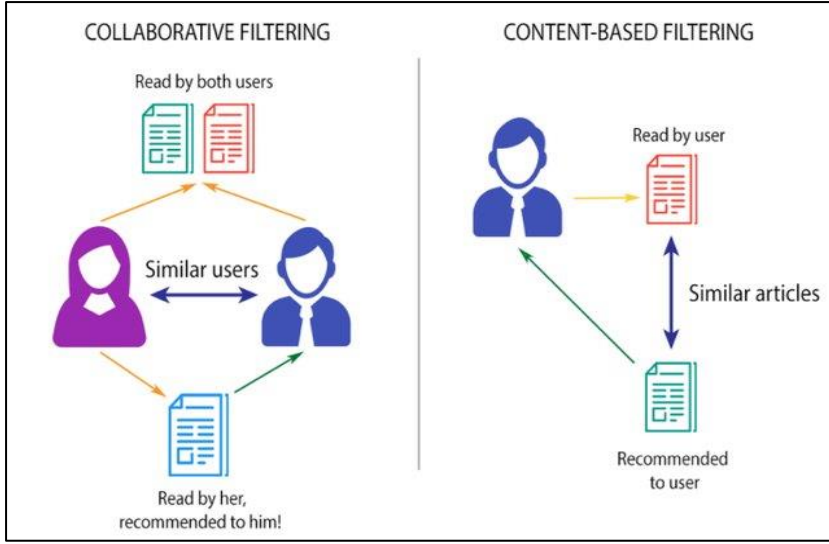 COLLABORATIVE FILTERING
Read by both users
Similar users
Read by her,
recommended to him!
CONTENT-BASED FILTERING
Read by user
Similar articles
Recommended
to user